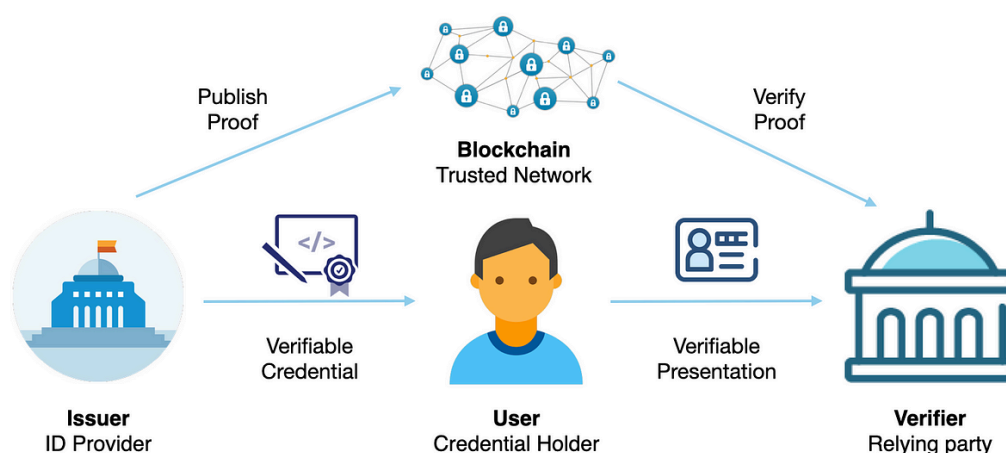 Publish
Proof
Verify
Proof
Blockchain
Trusted Network
</>
Verifiable
Credential
Verifiable
Presentation
Issuer
ID Provider
User
Credential Holder
Verifier
Relying party